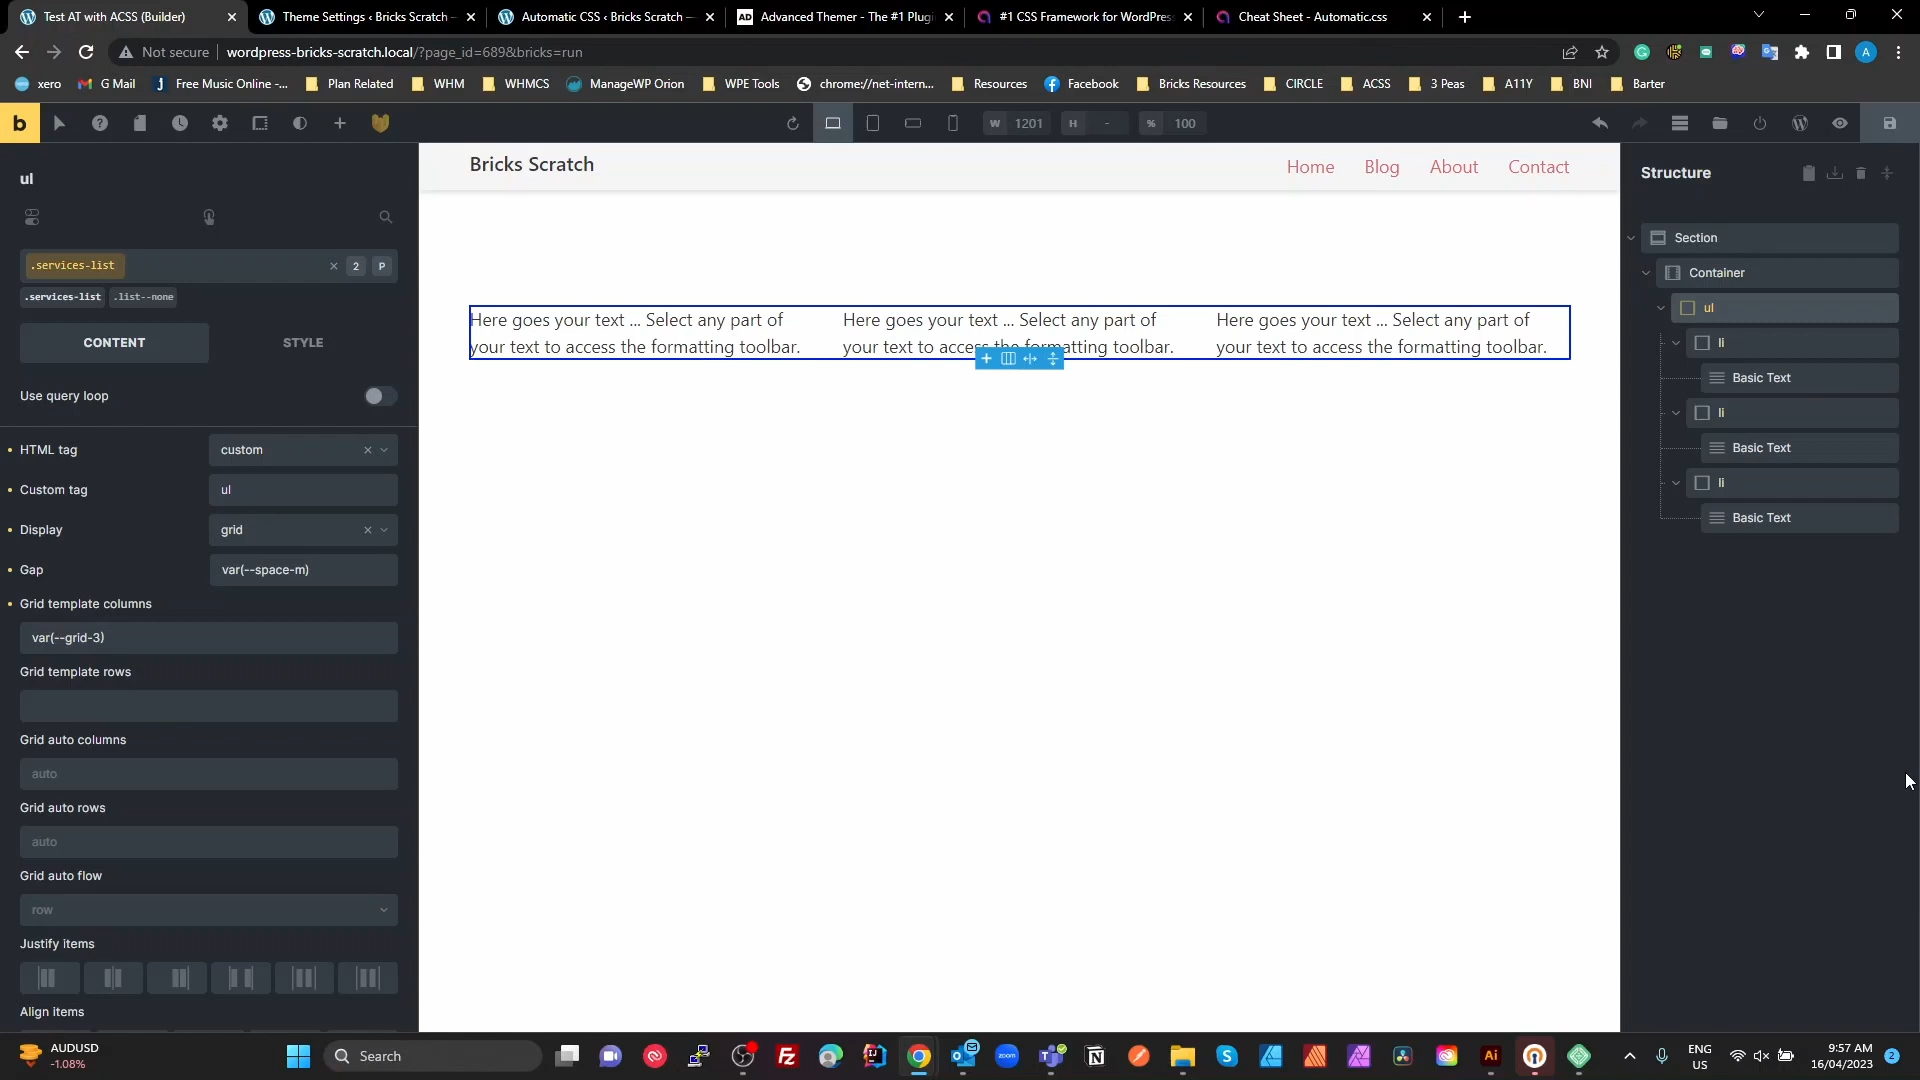 Test AT with ACSS (Builder)
Theme Settings ‹ Bricks Scratch —
Automatic CSS ‹ Bricks Scratch —
AD
Advanced Themer - The #1 Plugi
#1 CSS Framework for WordPres
Cheat Sheet - Automatic.css
Not secure
wordpress-bricks-scratch.local/?page_id=689&bricks=run
A
xero
G Mail
Free Music Online -...
Plan Related
WHM
WHMCS
ManageWP Orion
WPE Tools
chrome://net-intern...
Resources
Facebook
Bricks Resources
CIRCLE
ACSS
3 Peas
A11Y
BNI
Barter
b
W
1201
H
-
%
100
ul
.services-list
2
P
.services-list
.list--none
CONTENT
STYLE
Use query loop
HTML tag
custom
Custom tag
ul
Display
grid
Gap
var(--space-m)
Grid template columns
var(--grid-3)
Grid template rows
Grid auto columns
auto
Grid auto rows
auto
Grid auto flow
row
Justify items
Align items
Bricks Scratch
Home
Blog
About
Contact
Here goes your text ... Select any part of
your text to access the formatting toolbar.
Here goes your text ... Select any part of
your text to access the formatting toolbar.
Here goes your text ... Select any part of
your text to access the formatting toolbar.
Structure
Section
Container
ul
li
Basic Text
li
Basic Text
li
Basic Text
AUDUSD
-1.08%
Search
zoom
Ai
ENG
US
9:57 AM
16/04/2023
2